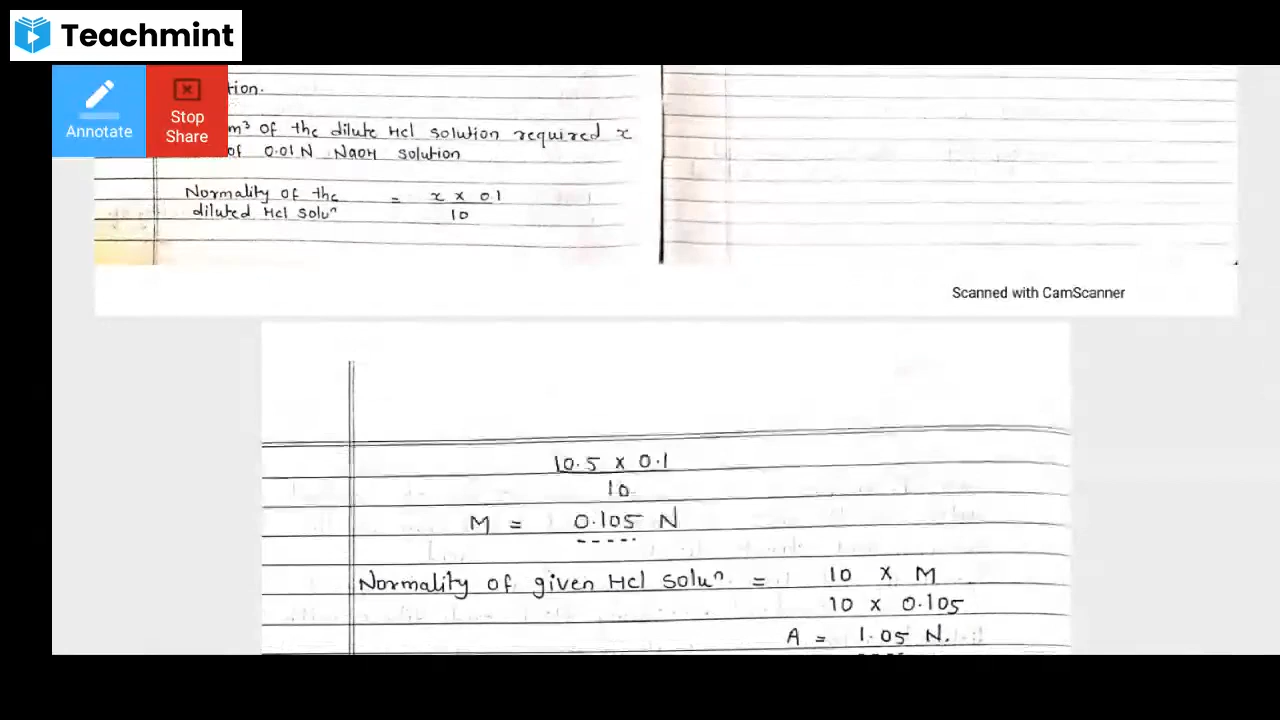 Teachmint
Annotate
Stop
Share
tion.
m³ of the dilute Hcl solution required x
of 0.01 N NaOH solution
Normality of the = x x 0.1
diluted Hcl soluⁿ 10
Scanned with CamScanner
10.5 x 0.1
10
M = 0.105 N
Normality of given Hcl soluⁿ. = 10 x M
10 x 0.105
A = 1.05 N.